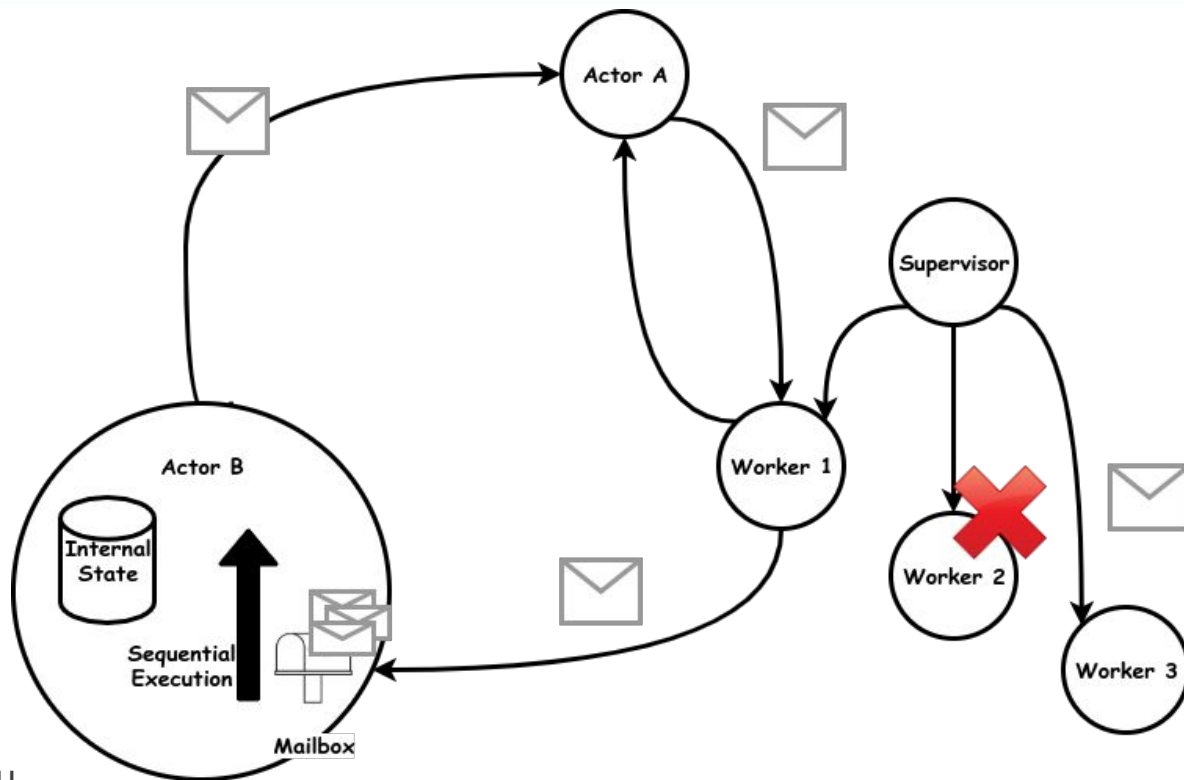 Actor A
Supervisor
Actor B
Worker 1
Internal
State
Worker 2
Sequential
Execution
Worker 3
Mailbox